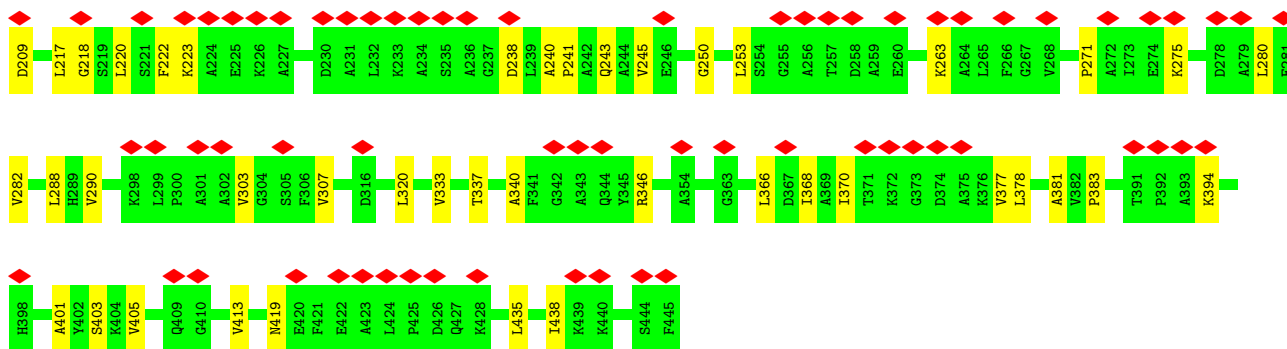 D209 L217 G218 S219 L220 S221 F222 K223 A224 E225 K226 A227 D230 A231 L232 K233 A234 S235 A236 G237 D238 L239 A240 P241 A242 Q243 A244 V245 E246 G250 L253 S254 G255 A256 T257 D258 A259 E260 K263 A264 L265 F266 G267 V268 P271 A272 I273 E274 K275 D278 A279 L280
V282 L288 H289 V290 K298 L299 P300 A301 A302 V303 G304 S305 F306 V307 D316 L320 V333 T337 A340 F341 G342 A343 Q344 Y345 R346 A354 G363 L366 D367 I368 A369 I370 T371 K372 G373 D374 A375 K376 V377 L378 A381 V382 P383 T391 P392 A393 K394
H398 A401 Y402 S403 K404 V405 Q409 G410 V413 N419 E420 F421 E422 A423 L424 P425 D426 Q427 K428 L435 I438 K439 K440 S444 F445